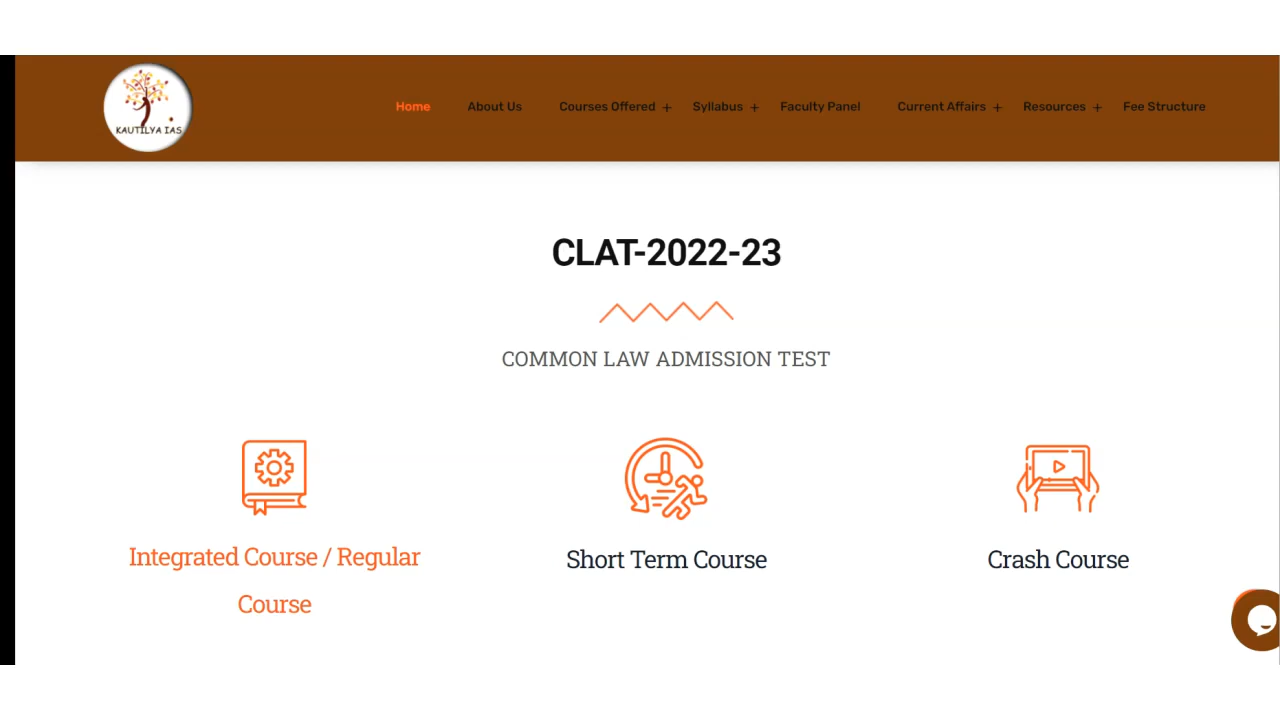 KAUTILYA IAS
Home About Us Courses Offered + Syllabus + Faculty Panel Current Affairs + Resources + Fee Structure
CLAT-2022-23
COMMON LAW ADMISSION TEST
Integrated Course / Regular
Course
Short Term Course
Crash Course